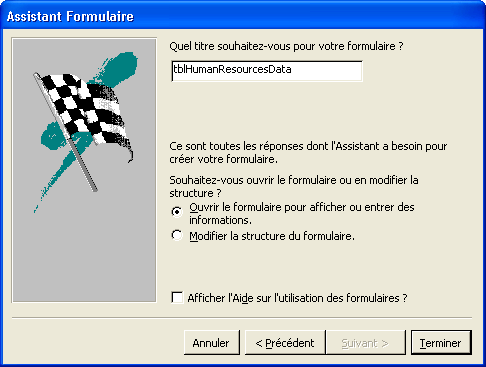 Assistant Formulaire
Quel titre souhaitez-vous pour votre formulaire ?
tblHumanResourcesData
Ce sont toutes les réponses dont l'Assistant a besoin pour
créer votre formulaire.
Souhaitez-vous ouvrir le formulaire ou en modifier la
structure ?
Ouvrir le formulaire pour afficher ou entrer des
informations.
Modifier la structure du formulaire.
Afficher l'Aide sur l'utilisation des formulaires ?
Annuler
< Précédent
Suivant >
Terminer